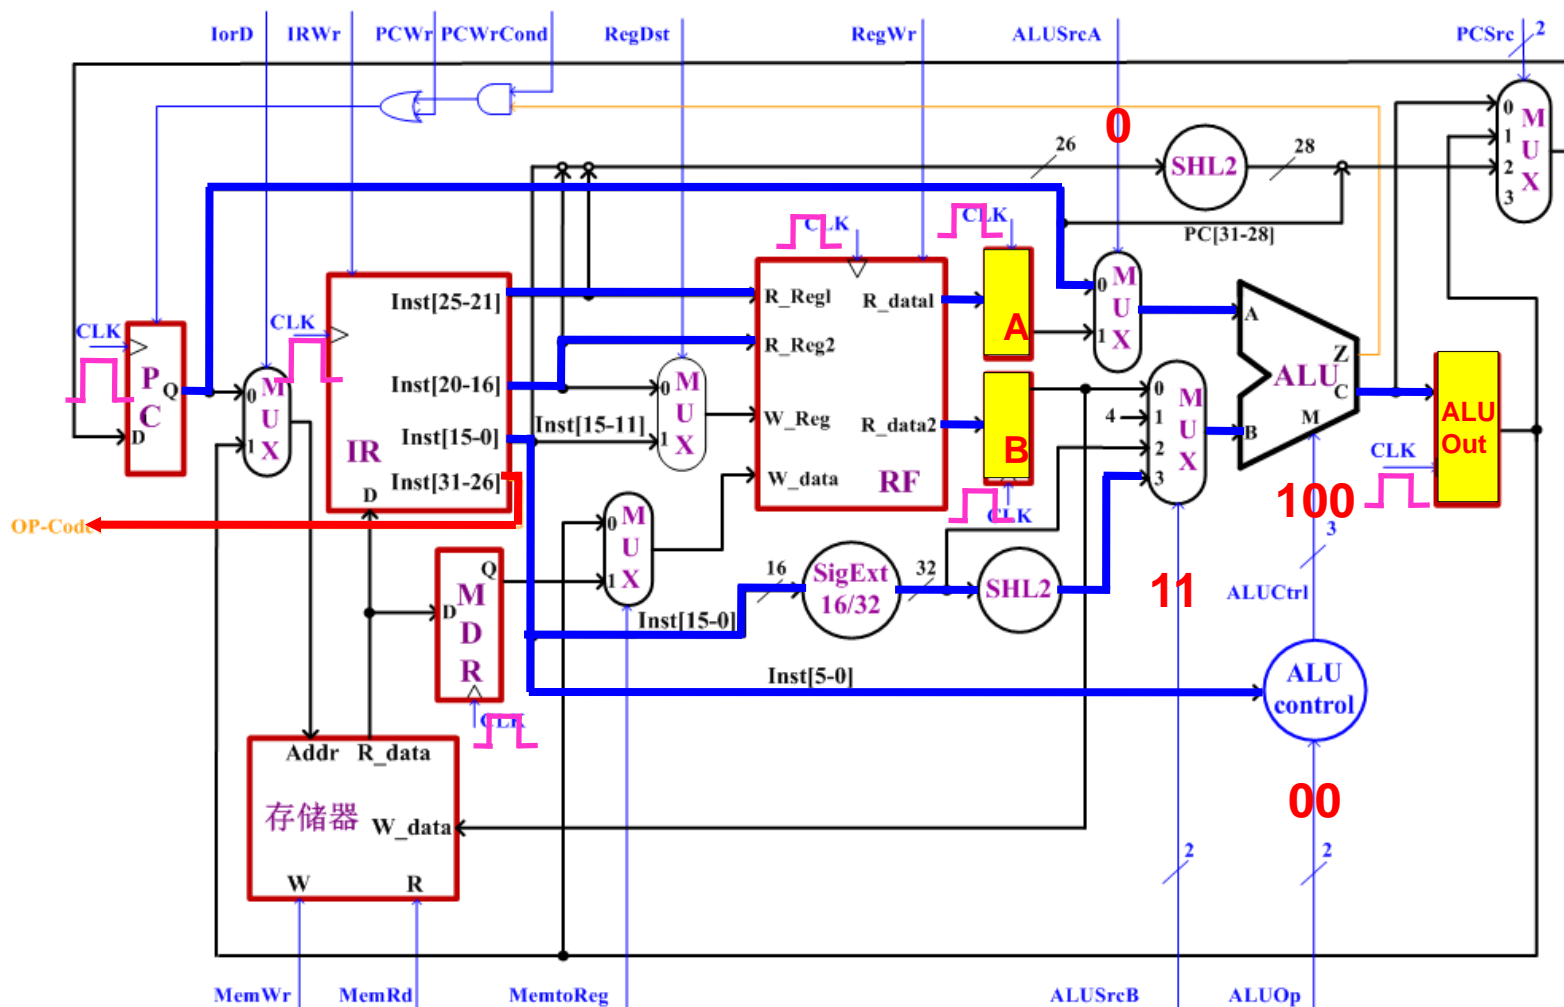 IorD IRWr PCWr PCWrCond RegDst RegWr ALUSrcA PCSrc 2
0
26
SHL2
28
0
1
2
3
M
U
X
PC[31-28]
CLK
P
C
Q
D
0
1
M
U
X
CLK
Inst[25-21]
Inst[20-16]
Inst[15-0]
Inst[31-26]
IR
D
OP-Code
Inst[15-11]
0
1
M
U
X
CLK
R_Reg1
R_Reg2
W_Reg
W_data
R_data1
R_data2
RF
CLK
A
B
CLK
0
1
M
U
X
0
4
1
2
3
M
U
X
A
B
ALU
Z
C
M
ALU
Out
CLK
100
3
ALUCtrl
11
M
D
R
Q
D
CLK
0
1
M
U
X
16
SigExt
16/32
32
SHL2
Inst[15-0]
Inst[5-0]
ALU
control
00
Addr R_data
存储器
W_data
W R
2
2
MemWr MemRd MemtoReg ALUSrcB ALUOp